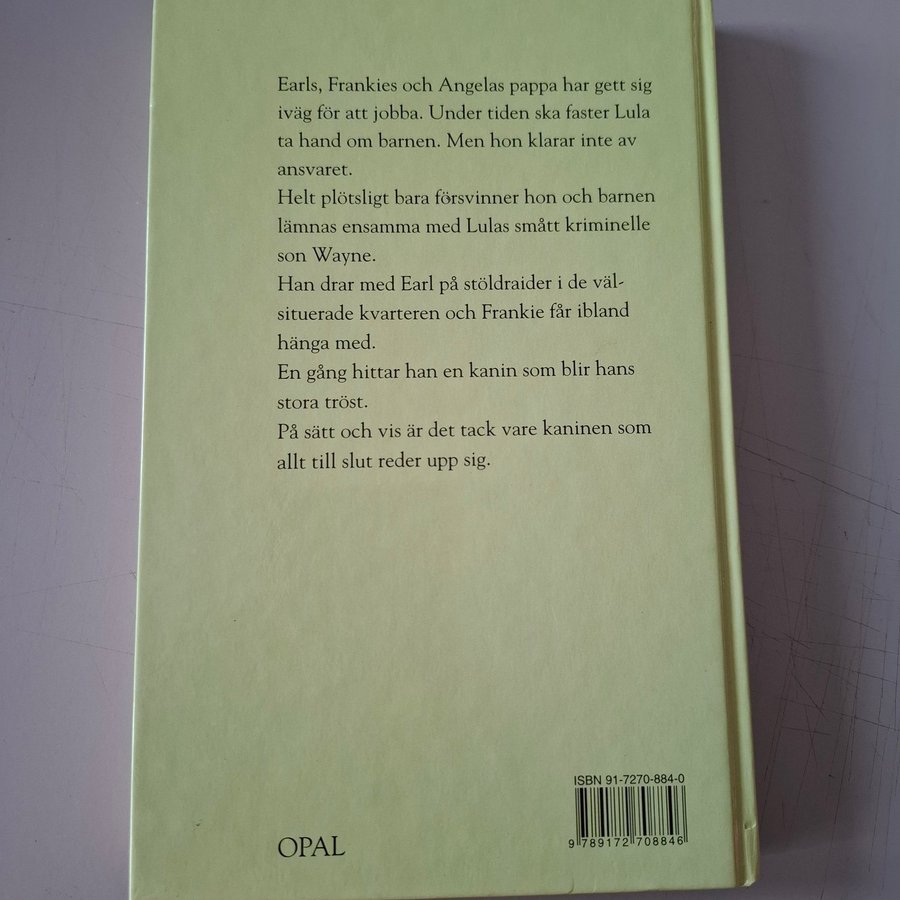 Earls, Frankies och Angelas pappa har gett sig
iväg för att jobba. Under tiden ska faster Lula
ta hand om barnen. Men hon klarar inte av
ansvaret.
Helt plötsligt bara försvinner hon och barnen
lämnas ensamma med Lulas smått kriminelle
son Wayne.
Han drar med Earl på stöldraider i de väl-
situerade kvarteren och Frankie får ibland
hänga med.
En gång hittar han en kanin som blir hans
stora tröst.
På sätt och vis är det tack vare kaninen som
allt till slut reder upp sig.
ISBN 91-7270-884-0
9 789172 708846
OPAL